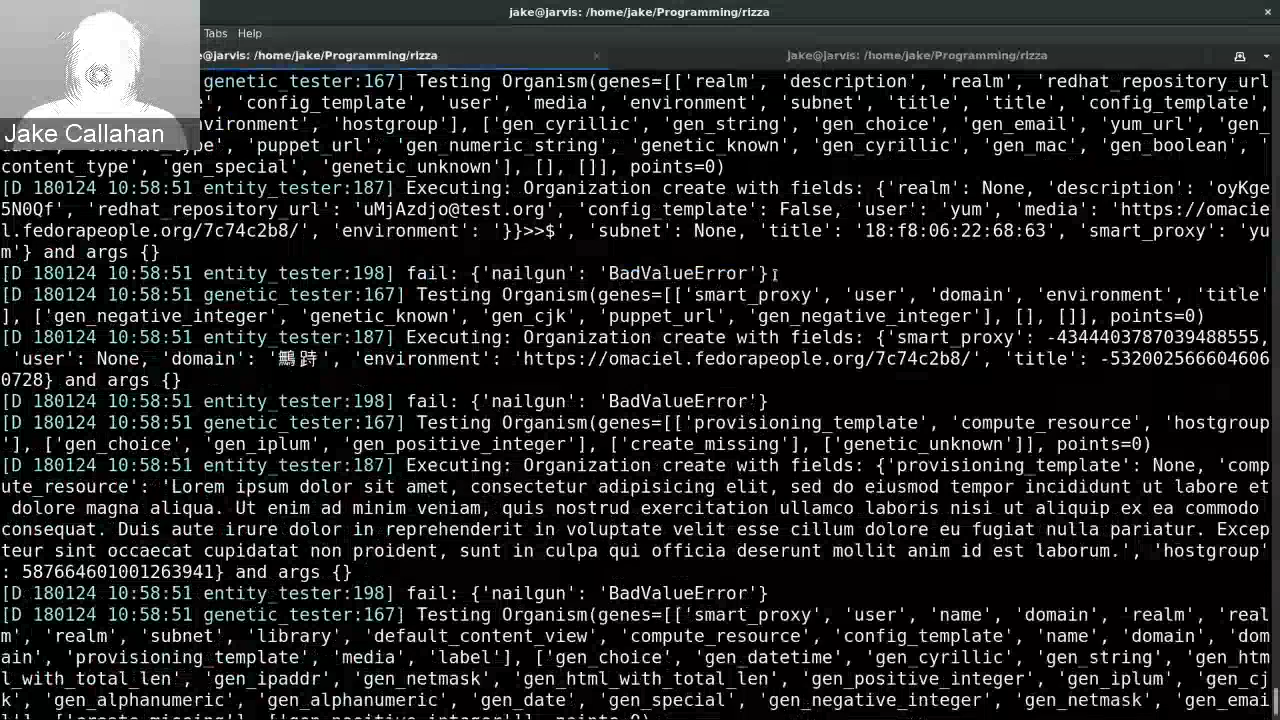 jake@jarvis: /home/jake/Programming/rizza
Tabs Help
@jarvis: /home/jake/Programming/rizza
jake@jarvis: /home/jake/Programming/rizza
Jake Callahan
genetic_tester:167] Testing Organism(genes=[['realm', 'description', 'realm', 'redhat_repository_url
', 'config_template', 'user', 'media', 'environment', 'subnet', 'title', 'title', 'config_template',
vironment', 'hostgroup'], ['gen_cyrillic', 'gen_string', 'gen_choice', 'gen_email', 'yum_url', 'gen_
', 'puppet_url', 'gen_numeric_string', 'genetic_known', 'gen_cyrillic', 'gen_mac', 'gen_boolean', '
content_type', 'gen_special', 'genetic_unknown'], [], []], points=0)
[D 180124 10:58:51 entity_tester:187] Executing: Organization create with fields: {'realm': None, 'description': 'oyKge
5N0Qf', 'redhat_repository_url': 'uMjAzdjo@test.org', 'config_template': False, 'user': 'yum', 'media': 'https://omacie
l.fedorapeople.org/7c74c2b8/', 'environment': '}}>>$', 'subnet': None, 'title': '18:f8:06:22:68:63', 'smart_proxy': 'yu
m'} and args {}
[D 180124 10:58:51 entity_tester:198] fail: {'nailgun': 'BadValueError'}
[D 180124 10:58:51 genetic_tester:167] Testing Organism(genes=[['smart_proxy', 'user', 'domain', 'environment', 'title'
], ['gen_negative_integer', 'genetic_known', 'gen_cjk', 'puppet_url', 'gen_negative_integer'], [], []], points=0)
[D 180124 10:58:51 entity_tester:187] Executing: Organization create with fields: {'smart_proxy': -4344403787039488555,
'user': None, 'domain': ', 'environment': 'https://omaciel.fedorapeople.org/7c74c2b8/', 'title': -532002566604606
0728} and args {}
[D 180124 10:58:51 entity_tester:198] fail: {'nailgun': 'BadValueError'}
[D 180124 10:58:51 genetic_tester:167] Testing Organism(genes=[['provisioning_template', 'compute_resource', 'hostgroup
'], ['gen_choice', 'gen_iplum', 'gen_positive_integer'], ['create_missing'], ['genetic_unknown']], points=0)
[D 180124 10:58:51 entity_tester:187] Executing: Organization create with fields: {'provisioning_template': None, 'comp
ute_resource': 'Lorem ipsum dolor sit amet, consectetur adipisicing elit, sed do eiusmod tempor incididunt ut labore et
dolore magna aliqua. Ut enim ad minim veniam, quis nostrud exercitation ullamco laboris nisi ut aliquip ex ea commodo
consequat. Duis aute irure dolor in reprehenderit in voluptate velit esse cillum dolore eu fugiat nulla pariatur. Excep
teur sint occaecat cupidatat non proident, sunt in culpa qui officia deserunt mollit anim id est laborum.', 'hostgroup'
: 587664601001263941} and args {}
[D 180124 10:58:51 entity_tester:198] fail: {'nailgun': 'BadValueError'}
[D 180124 10:58:51 genetic_tester:167] Testing Organism(genes=[['smart_proxy', 'user', 'name', 'domain', 'realm', 'real
m', 'realm', 'subnet', 'library', 'default_content_view', 'compute_resource', 'config_template', 'name', 'domain', 'dom
ain', 'provisioning_template', 'media', 'label'], ['gen_choice', 'gen_datetime', 'gen_cyrillic', 'gen_string', 'gen_htm
l_with_total_len', 'gen_ipaddr', 'gen_netmask', 'gen_html_with_total_len', 'gen_positive_integer', 'gen_iplum', 'gen_cj
k', 'gen_alphanumeric', 'gen_alphanumeric', 'gen_date', 'gen_special', 'gen_negative_integer', 'gen_netmask', 'gen_emai
l'], ['create_missing'], ['gen_positive_integer']], points=0)